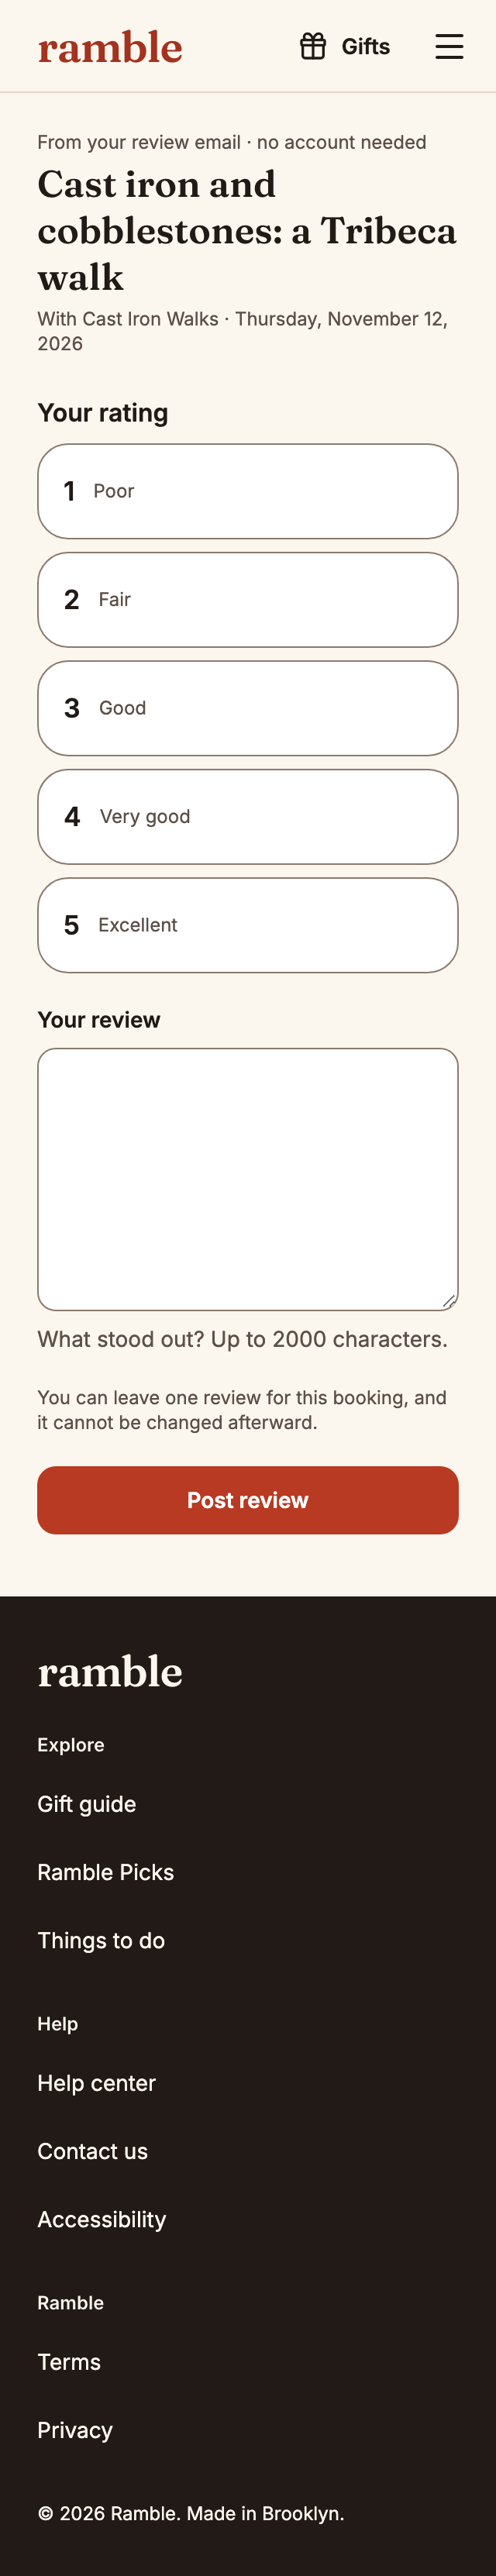 ramble
Gifts
From your review email · no account needed
Cast iron and
cobblestones: a Tribeca
walk
With Cast Iron Walks · Thursday, November 12,
2026
Your rating
1 Poor
2 Fair
3 Good
4 Very good
5 Excellent
Your review
What stood out? Up to 2000 characters.
You can leave one review for this booking, and
it cannot be changed afterward.
Post review
ramble
Explore
Gift guide
Ramble Picks
Things to do
Help
Help center
Contact us
Accessibility
Ramble
Terms
Privacy
© 2026 Ramble. Made in Brooklyn.